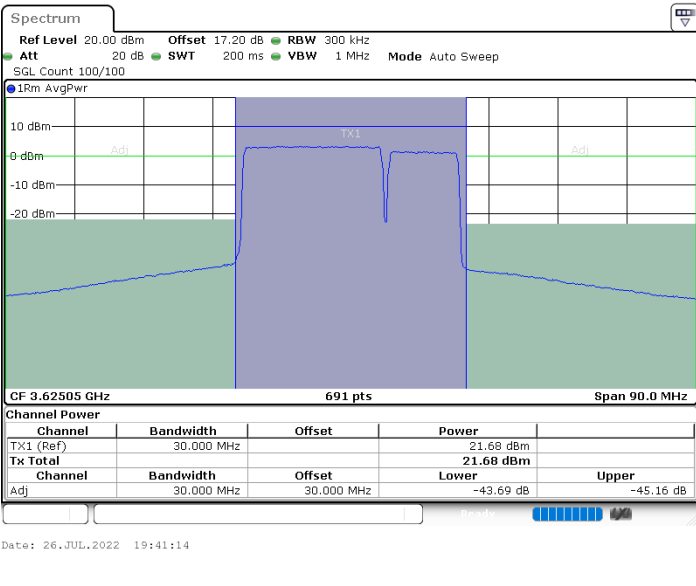 Spectrum
Ref Level 20.00 dBm Offset 17.20 dB RBW 300 kHz
Att 20 dB SWT 200 ms VBW 1 MHz Mode Auto Sweep
SGL Count 100/100
1Rm AvgPwr
10 dBm
TX1
Adj
Adj
0 dBm
-10 dBm
-20 dBm
CF 3.62505 GHz 691 pts Span 90.0 MHz
Channel Power
Channel Bandwidth Offset Power
TX1 (Ref) 30.000 MHz 21.68 dBm
Tx Total 21.68 dBm
Channel Bandwidth Offset Lower Upper
Adj 30.000 MHz 30.000 MHz -43.69 dB -45.16 dB
Ready
Date: 26.JUL.2022 19:41:14